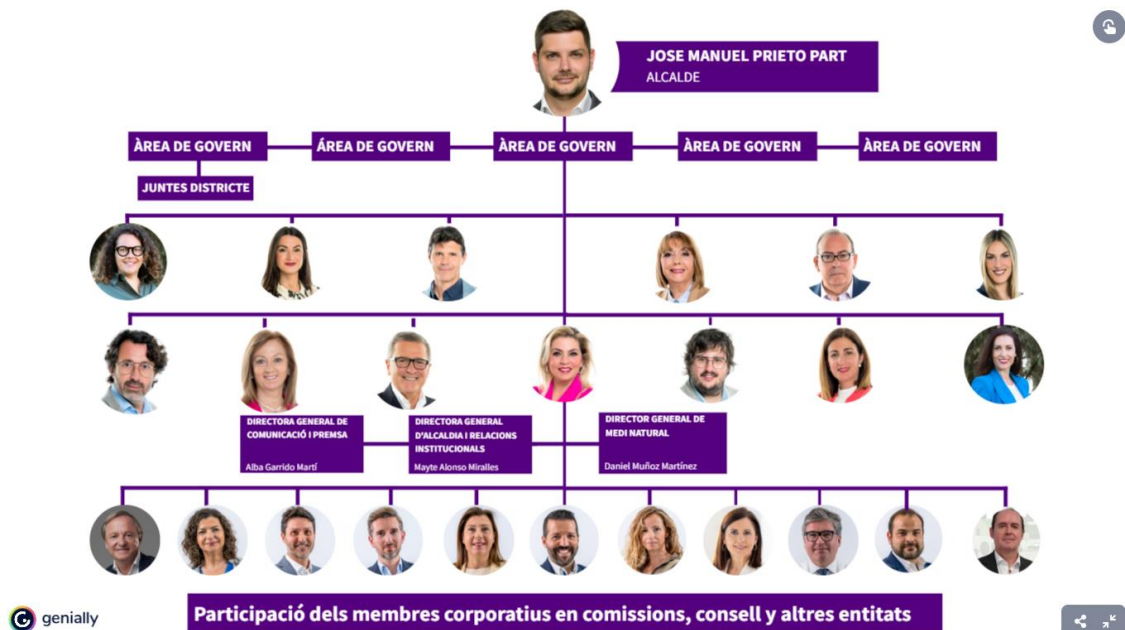 JOSE MANUEL PRIETO PART
ALCALDE
ÀREA DE GOVERN
ÁREA DE GOVERN
ÀREA DE GOVERN
ÀREA DE GOVERN
ÀREA DE GOVERN
JUNTES DISTRICTE
DIRECTORA GENERAL DE
COMUNICACIÓ I PREMSA
Alba Garrido Martí
DIRECTORA GENERAL
D'ALCALDIA I RELACIONS
INSTITUCIONALS
Mayte Alonso Miralles
DIRECTOR GENERAL DE
MEDI NATURAL
Daniel Muñoz Martínez
Participació dels membres corporatius en comissions, consell y altres entitats
genially